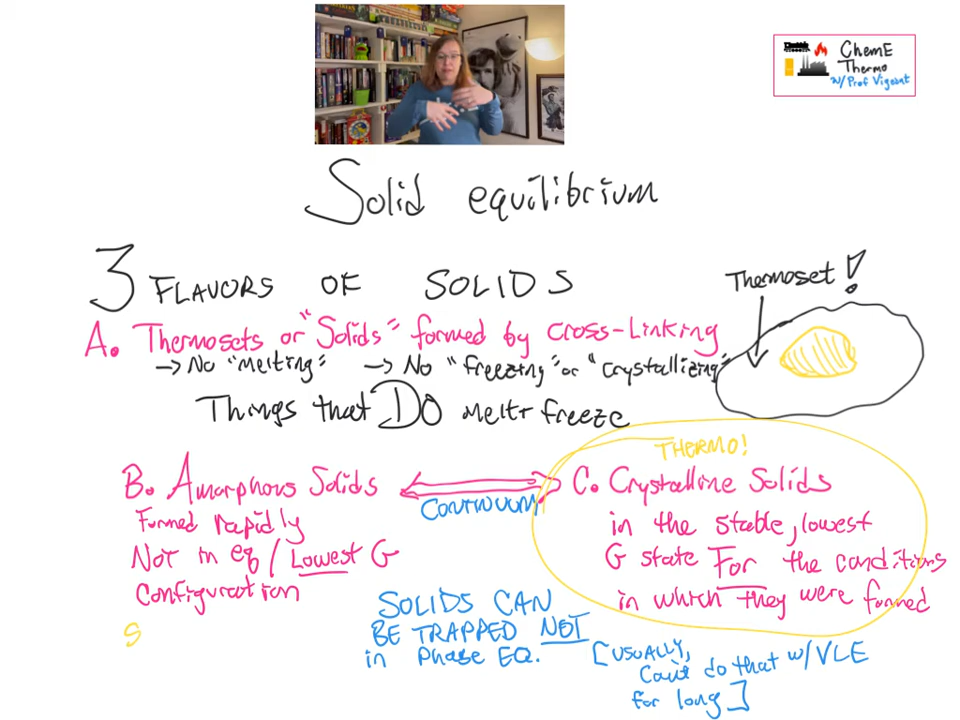 ChemE
Thermo
w/Prof Vigeant
Solid equilibrium
3 FLAVORS OF SOLIDS
Thermoset!
A. Thermosets or "Solids" formed by cross-Linking
→ No "melting" → No "freezing" or "crystallizing"
Things that DO melt + freeze
THERMO!
B. Amorphous Solids
Formed rapidly
Not in eq / Lowest G
Configuration
CONTINUUM
C. Crystalline Solids
in the stable, lowest
G state For the conditions
in which they were formed
S
SOLIDS CAN
BE TRAPPED NOT
in Phase EQ.
[USUALLY,
Can't do that w/ VLE
for long]